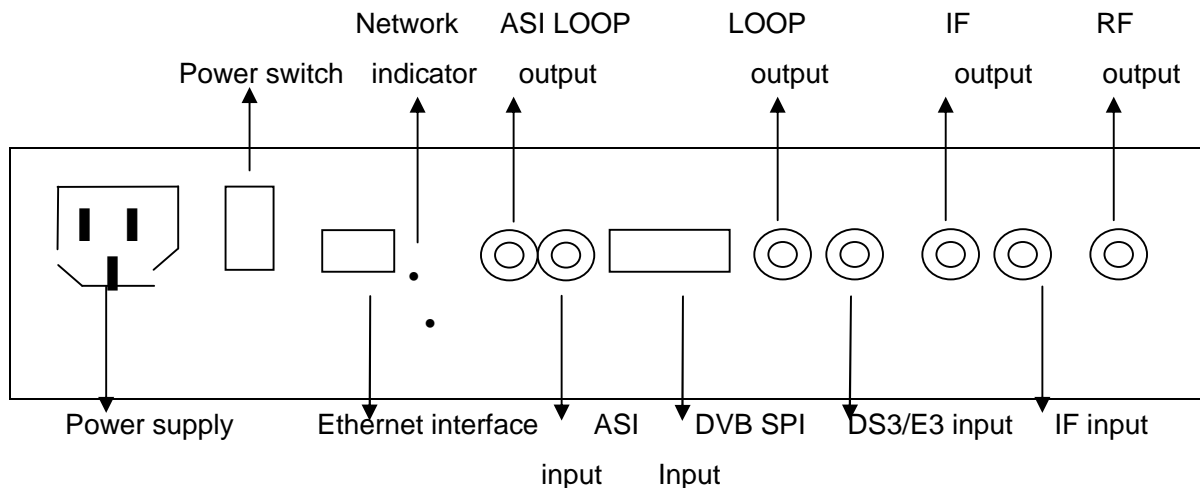 Network ASI LOOP LOOP IF RF
Power switch indicator output output output output
Power supply Ethernet interface ASI DVB SPI DS3/E3 input IF input
input Input